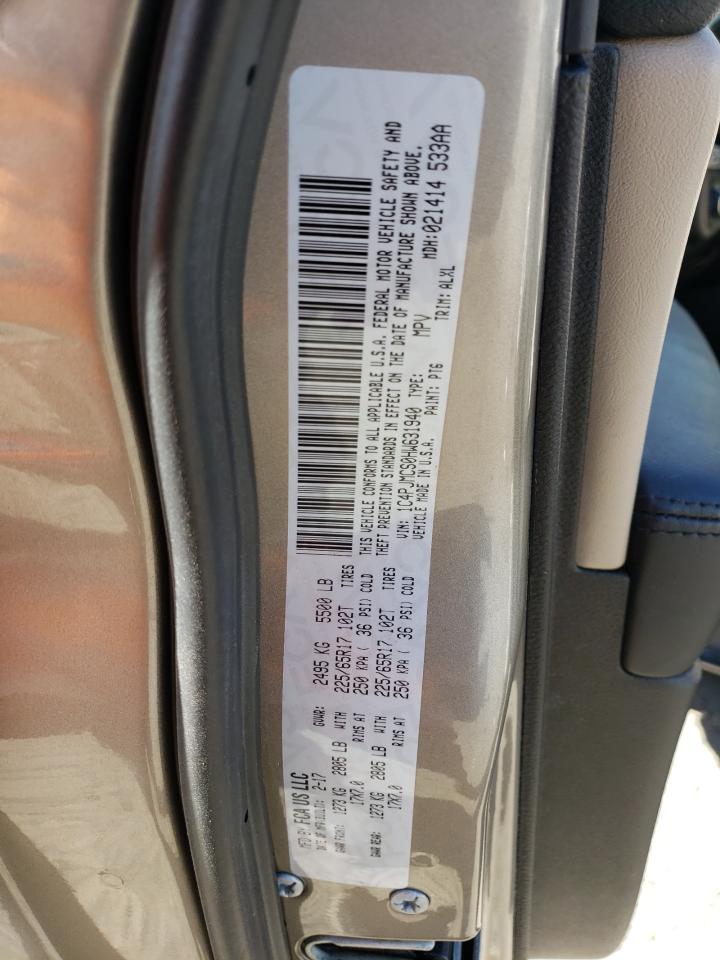 MFD BY FCA US LLC
DATE OF MFG(BUILD): 2-17 GVWR: 2495 KG 5500 LB
GAWR FRONT: 1273 KG 2805 LB WITH 225/65R17 102T TIRES
17X7.0 RIMS AT 250 KPA ( 36 PSI) COLD
GAWR REAR: 1273 KG 2805 LB WITH 225/65R17 102T TIRES
17X7.0 RIMS AT 250 KPA ( 36 PSI) COLD
THIS VEHICLE CONFORMS TO ALL APPLICABLE U.S.A. FEDERAL MOTOR VEHICLE SAFETY AND
THEFT PREVENTION STANDARDS IN EFFECT ON THE DATE OF MANUFACTURE SHOWN ABOVE.
VIN: 1C4PJMCS0HW631940 TYPE: MPV MDH:021414 533AA
VEHICLE MADE IN U.S.A. PAINT: PTG TRIM: ALXL